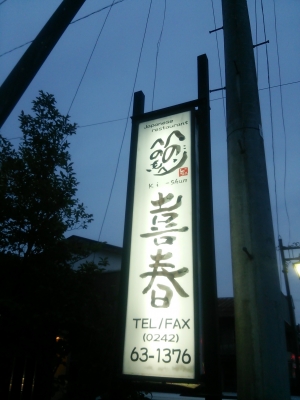 Japanese
restaurant
喜春
TEL/FAX
(0242)
63-1376